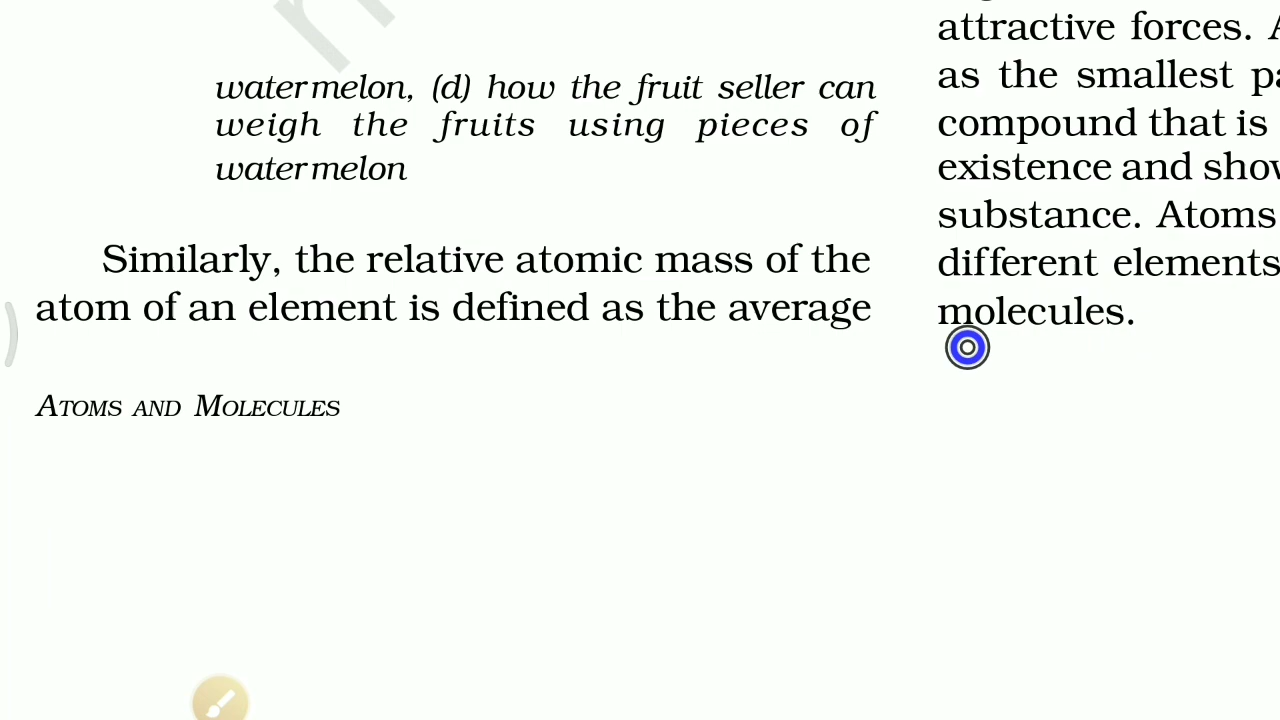 watermelon, (d) how the fruit seller can
weigh the fruits using pieces of
watermelon
Similarly, the relative atomic mass of the
atom of an element is defined as the average
ATOMS AND MOLECULES
attractive forces.
as the smallest
compound that is
existence and
substance. Atoms
different elements
molecules.